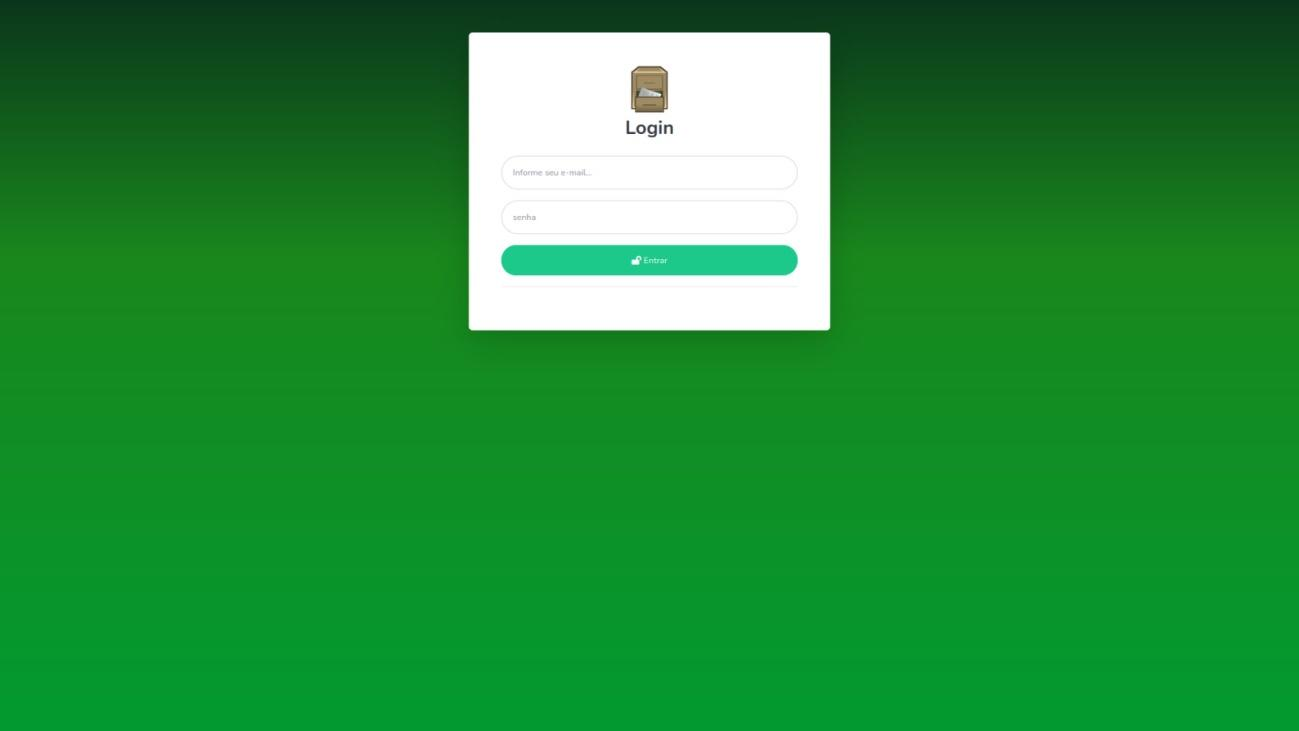 Login
Informe seu e-mail...
senha
Entrar